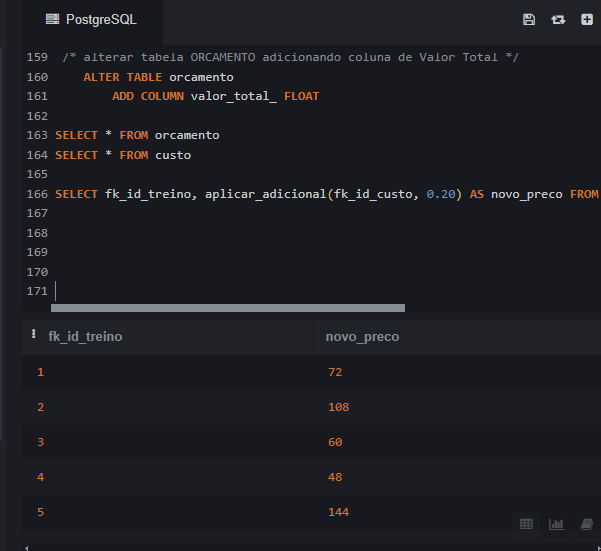 PostgreSQL
159 /* alterar tabela ORCAMENTO adicionando coluna de Valor Total */
160 ALTER TABLE orcamento
161 ADD COLUMN valor_total_ FLOAT
162
163 SELECT * FROM orcamento
164 SELECT * FROM custo
165
166 SELECT fk_id_treino, aplicar_adicional(fk_id_custo, 0.20) AS novo_preco FROM
167
168
169
170
171
fk_id_treino novo_preco
1 72
2 108
3 60
4 48
5 144